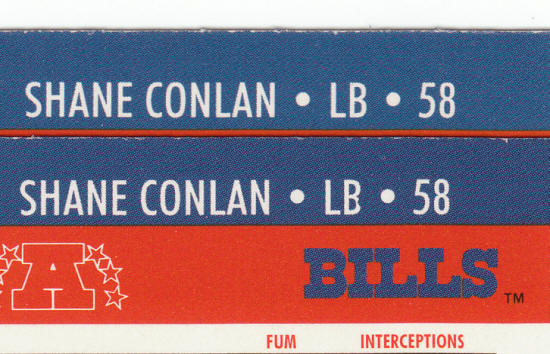 SHANE CONLAN • LB • 58
SHANE CONLAN • LB • 58
A BILLS ™
FUM INTERCEPTIONS